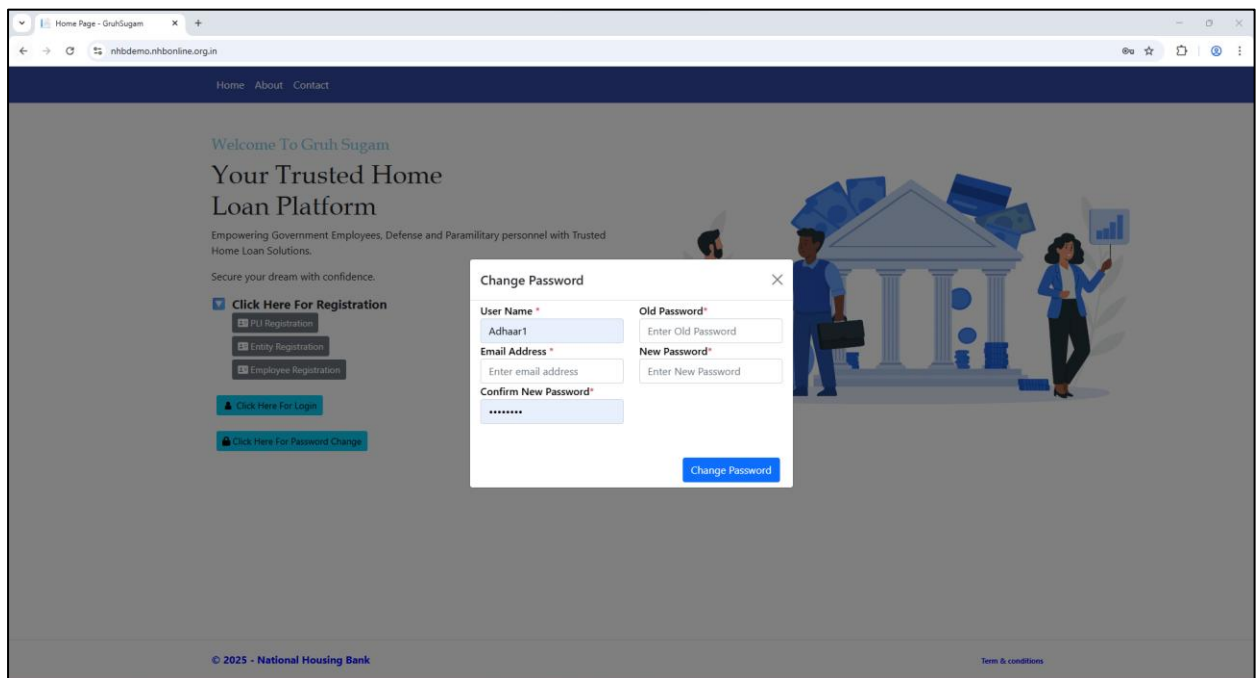 Home Page - GruhSugam
nhbdemo.nhbonline.org.in
Home About Contact
Welcome To Gruh Sugam
Your Trusted Home
Loan Platform
Empowering Government Employees, Defense and Paramilitary personnel with Trusted
Home Loan Solutions.
Secure your dream with confidence.
Click Here For Registration
PLI Registration
Entity Registration
Employee Registration
Click Here For Login
Click Here For Password Change
Change Password
User Name * Old Password*
Adhaar1 Enter Old Password
Email Address * New Password*
Enter email address Enter New Password
Confirm New Password*
••••••••
Change Password
© 2025 - National Housing Bank
Term & conditions